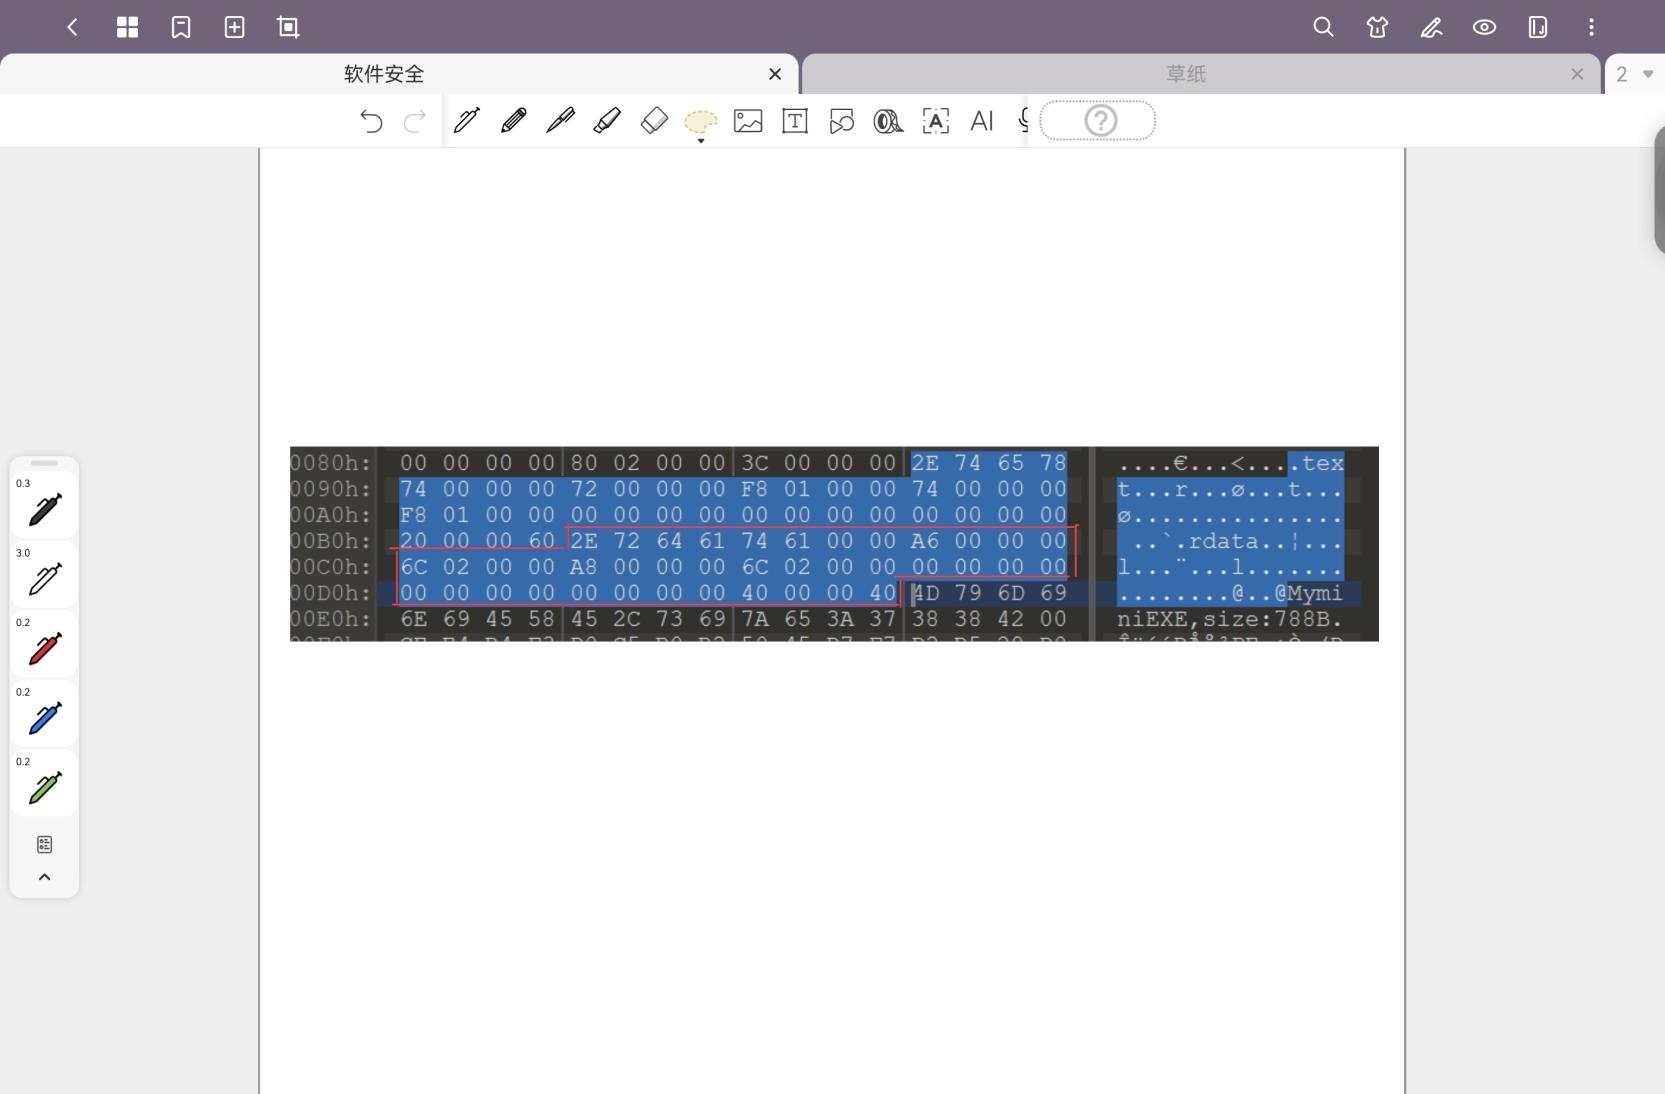 软件安全
草纸
2
T
A
AI
?
0080h: 00 00 00 00 80 02 00 00 3C 00 00 00 2E 74 65 78 ....€...<....tex
0090h: 74 00 00 00 72 00 00 00 F8 01 00 00 74 00 00 00 t...r...ø...t...
00A0h: F8 01 00 00 00 00 00 00 00 00 00 00 00 00 00 00 ø...............
00B0h: 20 00 00 60 2E 72 64 61 74 61 00 00 A6 00 00 00 ..`.rdata..¦...
00C0h: 6C 02 00 00 A8 00 00 00 6C 02 00 00 00 00 00 00 l...¨...l.......
00D0h: 00 00 00 00 00 00 00 00 40 00 00 40 4D 79 6D 69 ........@..@Mymi
00E0h: 6E 69 45 58 45 2C 73 69 7A 65 3A 37 38 38 42 00 niEXE,size:788B.
0.3
3.0
0.2
0.2
0.2